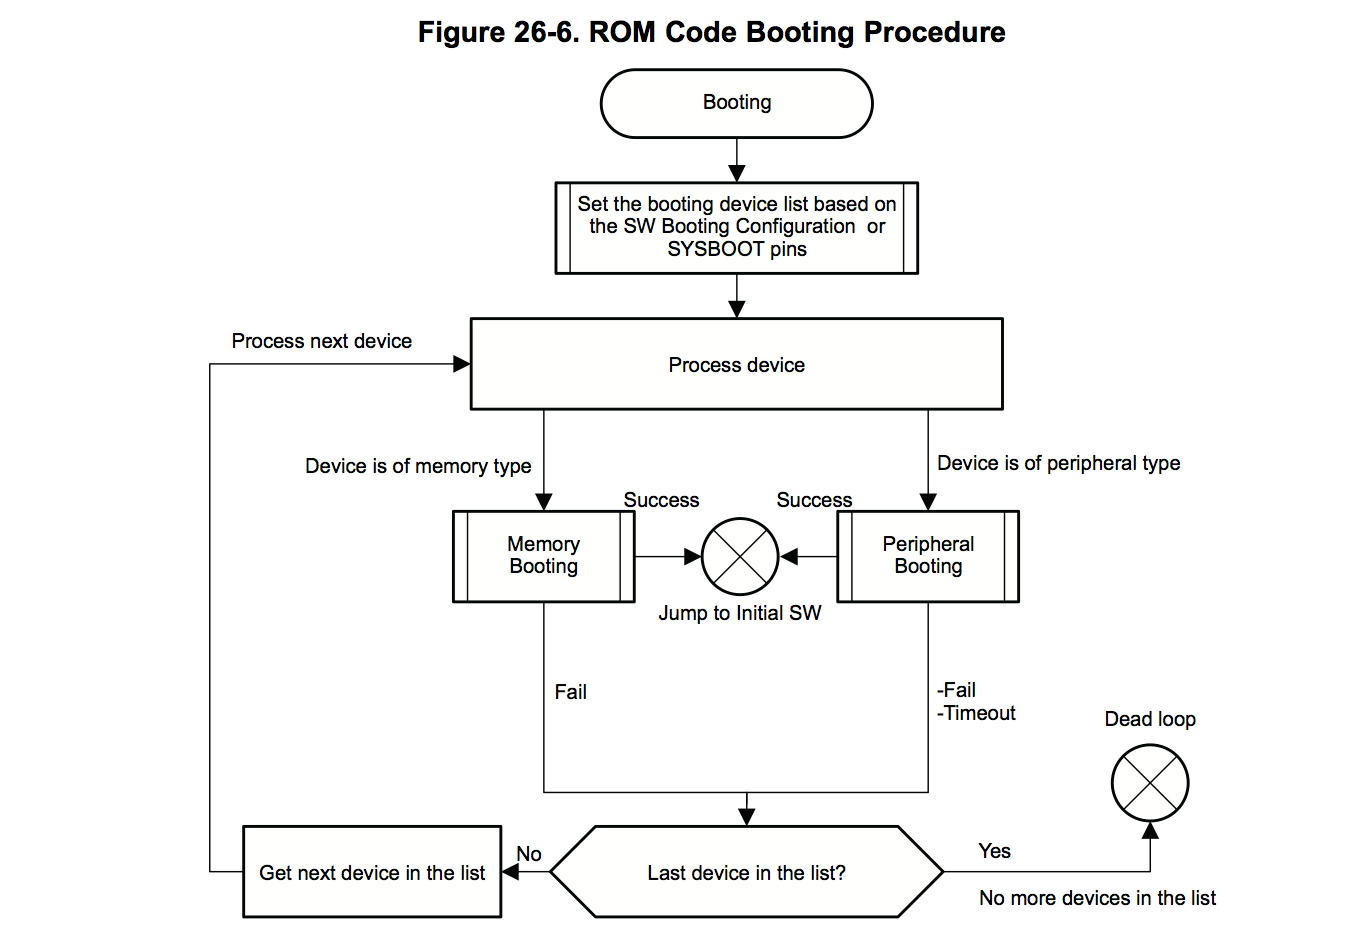 Figure 26-6. ROM Code Booting Procedure
Booting
Set the booting device list based on
the SW Booting Configuration or
SYSBOOT pins
Process next device
Process device
Device is of memory type
Device is of peripheral type
Success
Success
Memory
Booting
Peripheral
Booting
Jump to Initial SW
Fail
-Fail
-Timeout
Dead loop
No
Yes
Get next device in the list
Last device in the list?
No more devices in the list